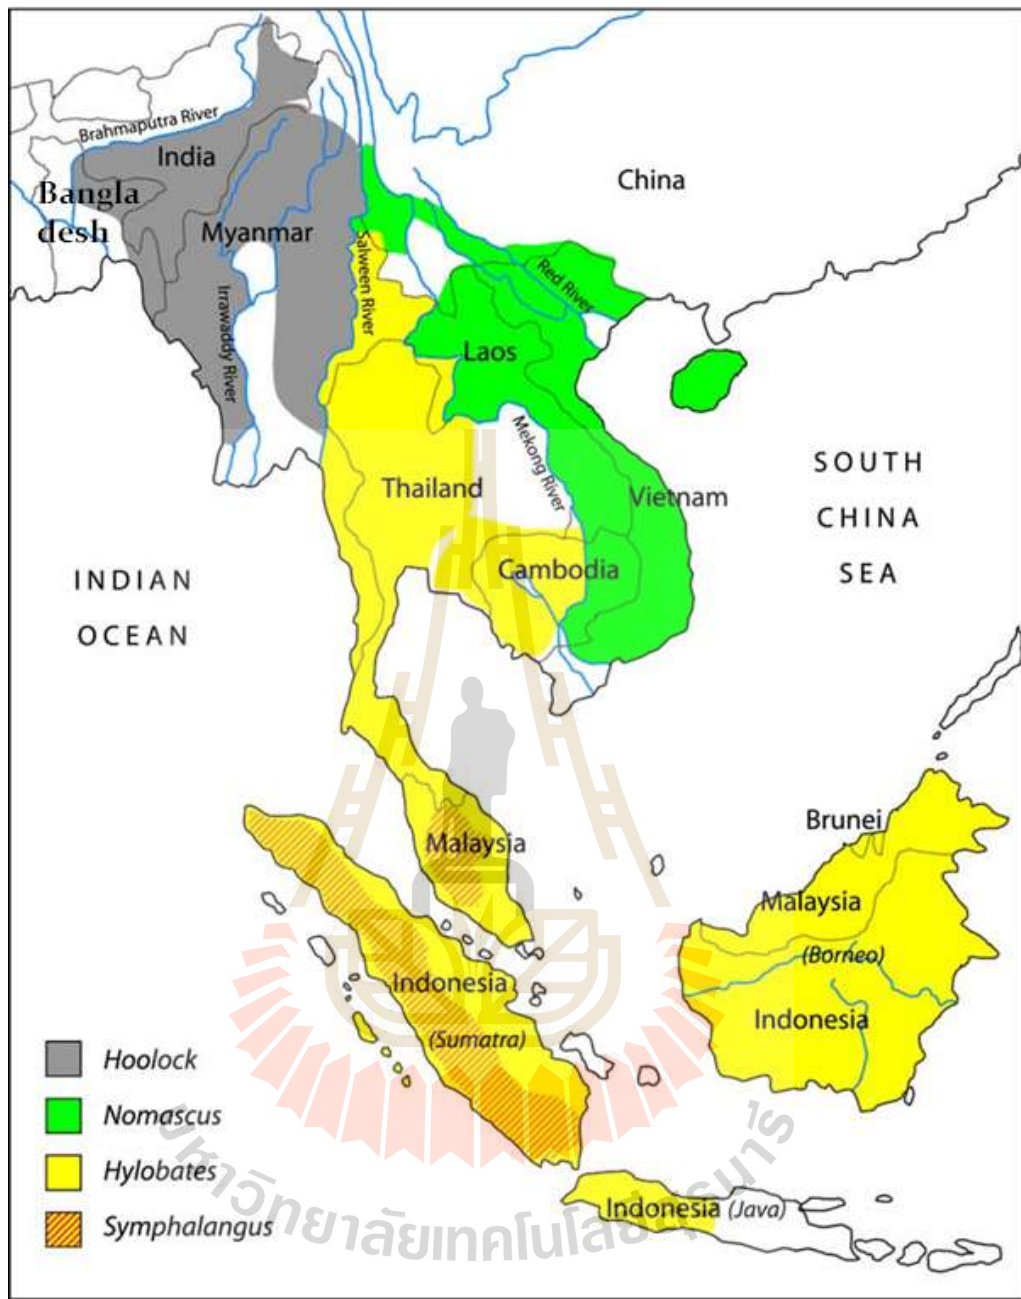 Brahmaputra River
India
China
Bangla
desh
Myanmar
Salween River
Red River
Irrawaddy River
Laos
Mekong River
SOUTH
CHINA
SEA
Thailand
Vietnam
Cambodia
INDIAN
OCEAN
Brunei
Malaysia
Malaysia
(Borneo)
Indonesia
(Sumatra)
Indonesia
Hoolock
Nomascus
Hylobates
Symphalangus
Indonesia (Java)
มหาวิทยาลัยเทคโนโลยีสุรนารี